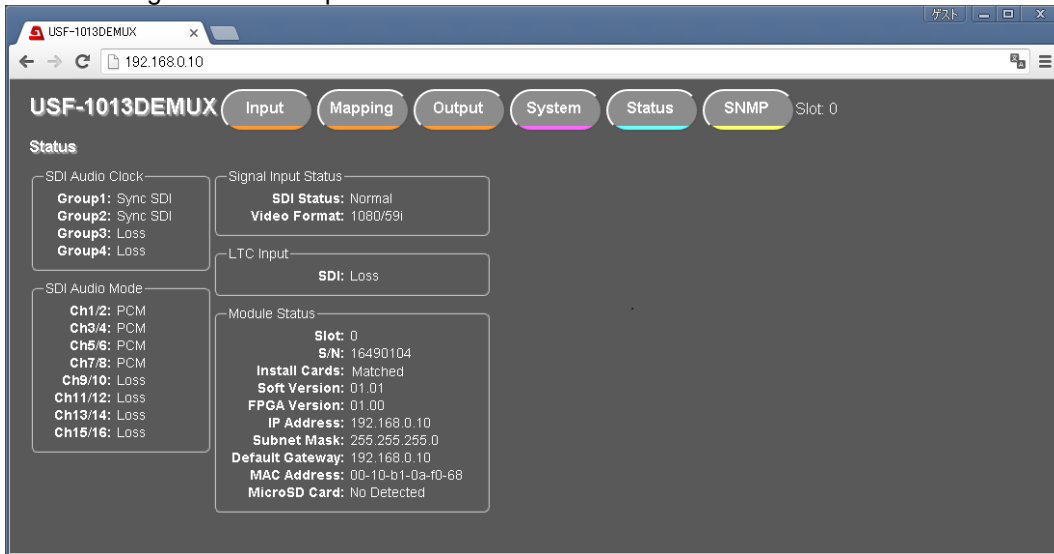 USF-1013DEMUX
ゲスト
192.168.0.10
USF-1013DEMUX Input Mapping Output System Status SNMP Slot: 0
Status
SDI Audio Clock
Group1: Sync SDI
Group2: Sync SDI
Group3: Loss
Group4: Loss
SDI Audio Mode
Ch1/2: PCM
Ch3/4: PCM
Ch5/6: PCM
Ch7/8: PCM
Ch9/10: Loss
Ch11/12: Loss
Ch13/14: Loss
Ch15/16: Loss
Signal Input Status
SDI Status: Normal
Video Format: 1080/59i
LTC Input
SDI: Loss
Module Status
Slot: 0
S/N: 16490104
Install Cards: Matched
Soft Version: 01.01
FPGA Version: 01.00
IP Address: 192.168.0.10
Subnet Mask: 255.255.255.0
Default Gateway: 192.168.0.10
MAC Address: 00-10-b1-0a-f0-68
MicroSD Card: No Detected